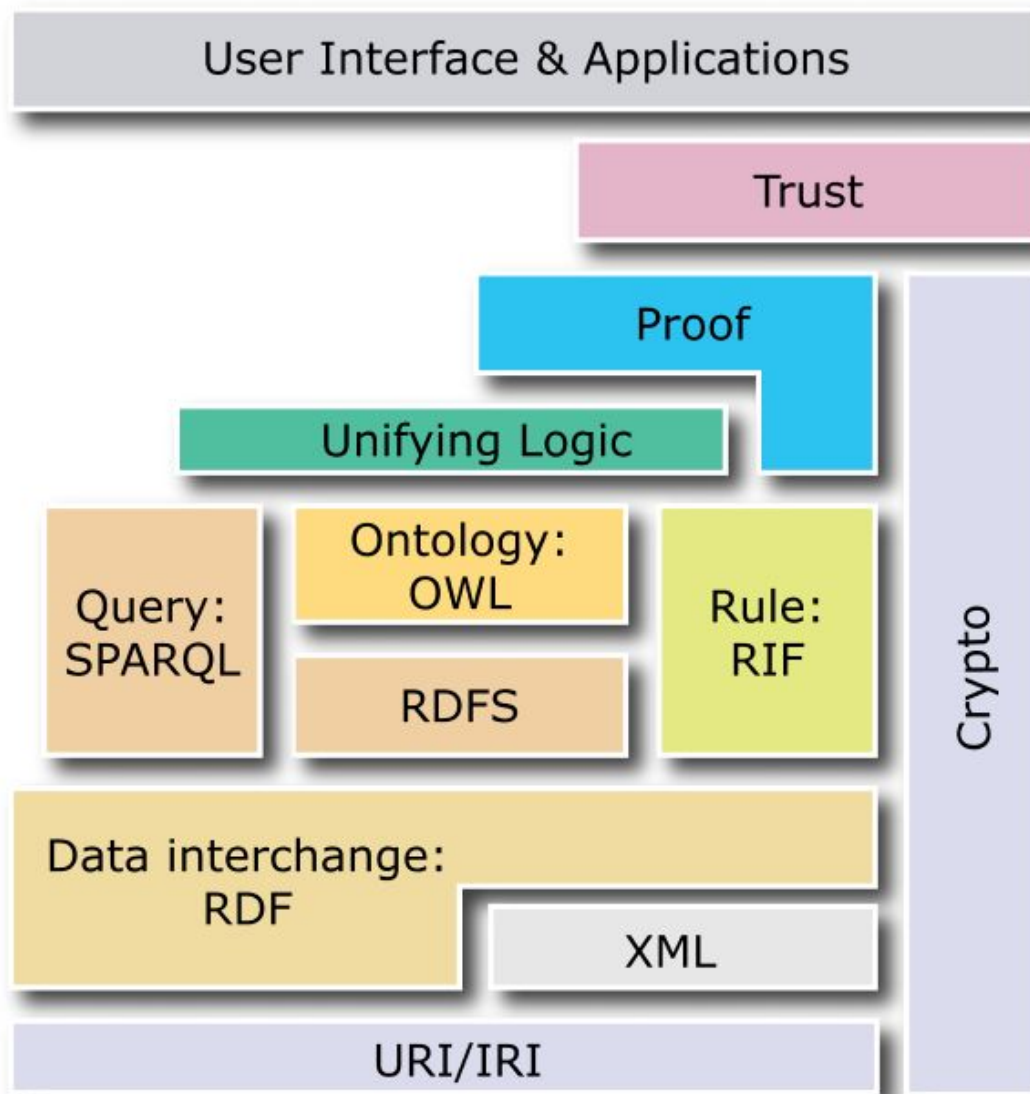 User Interface & Applications
Trust
Proof
Unifying Logic
Query:
SPARQL
Ontology:
OWL
RDFS
Rule:
RIF
Crypto
Data interchange:
RDF
XML
URI/IRI